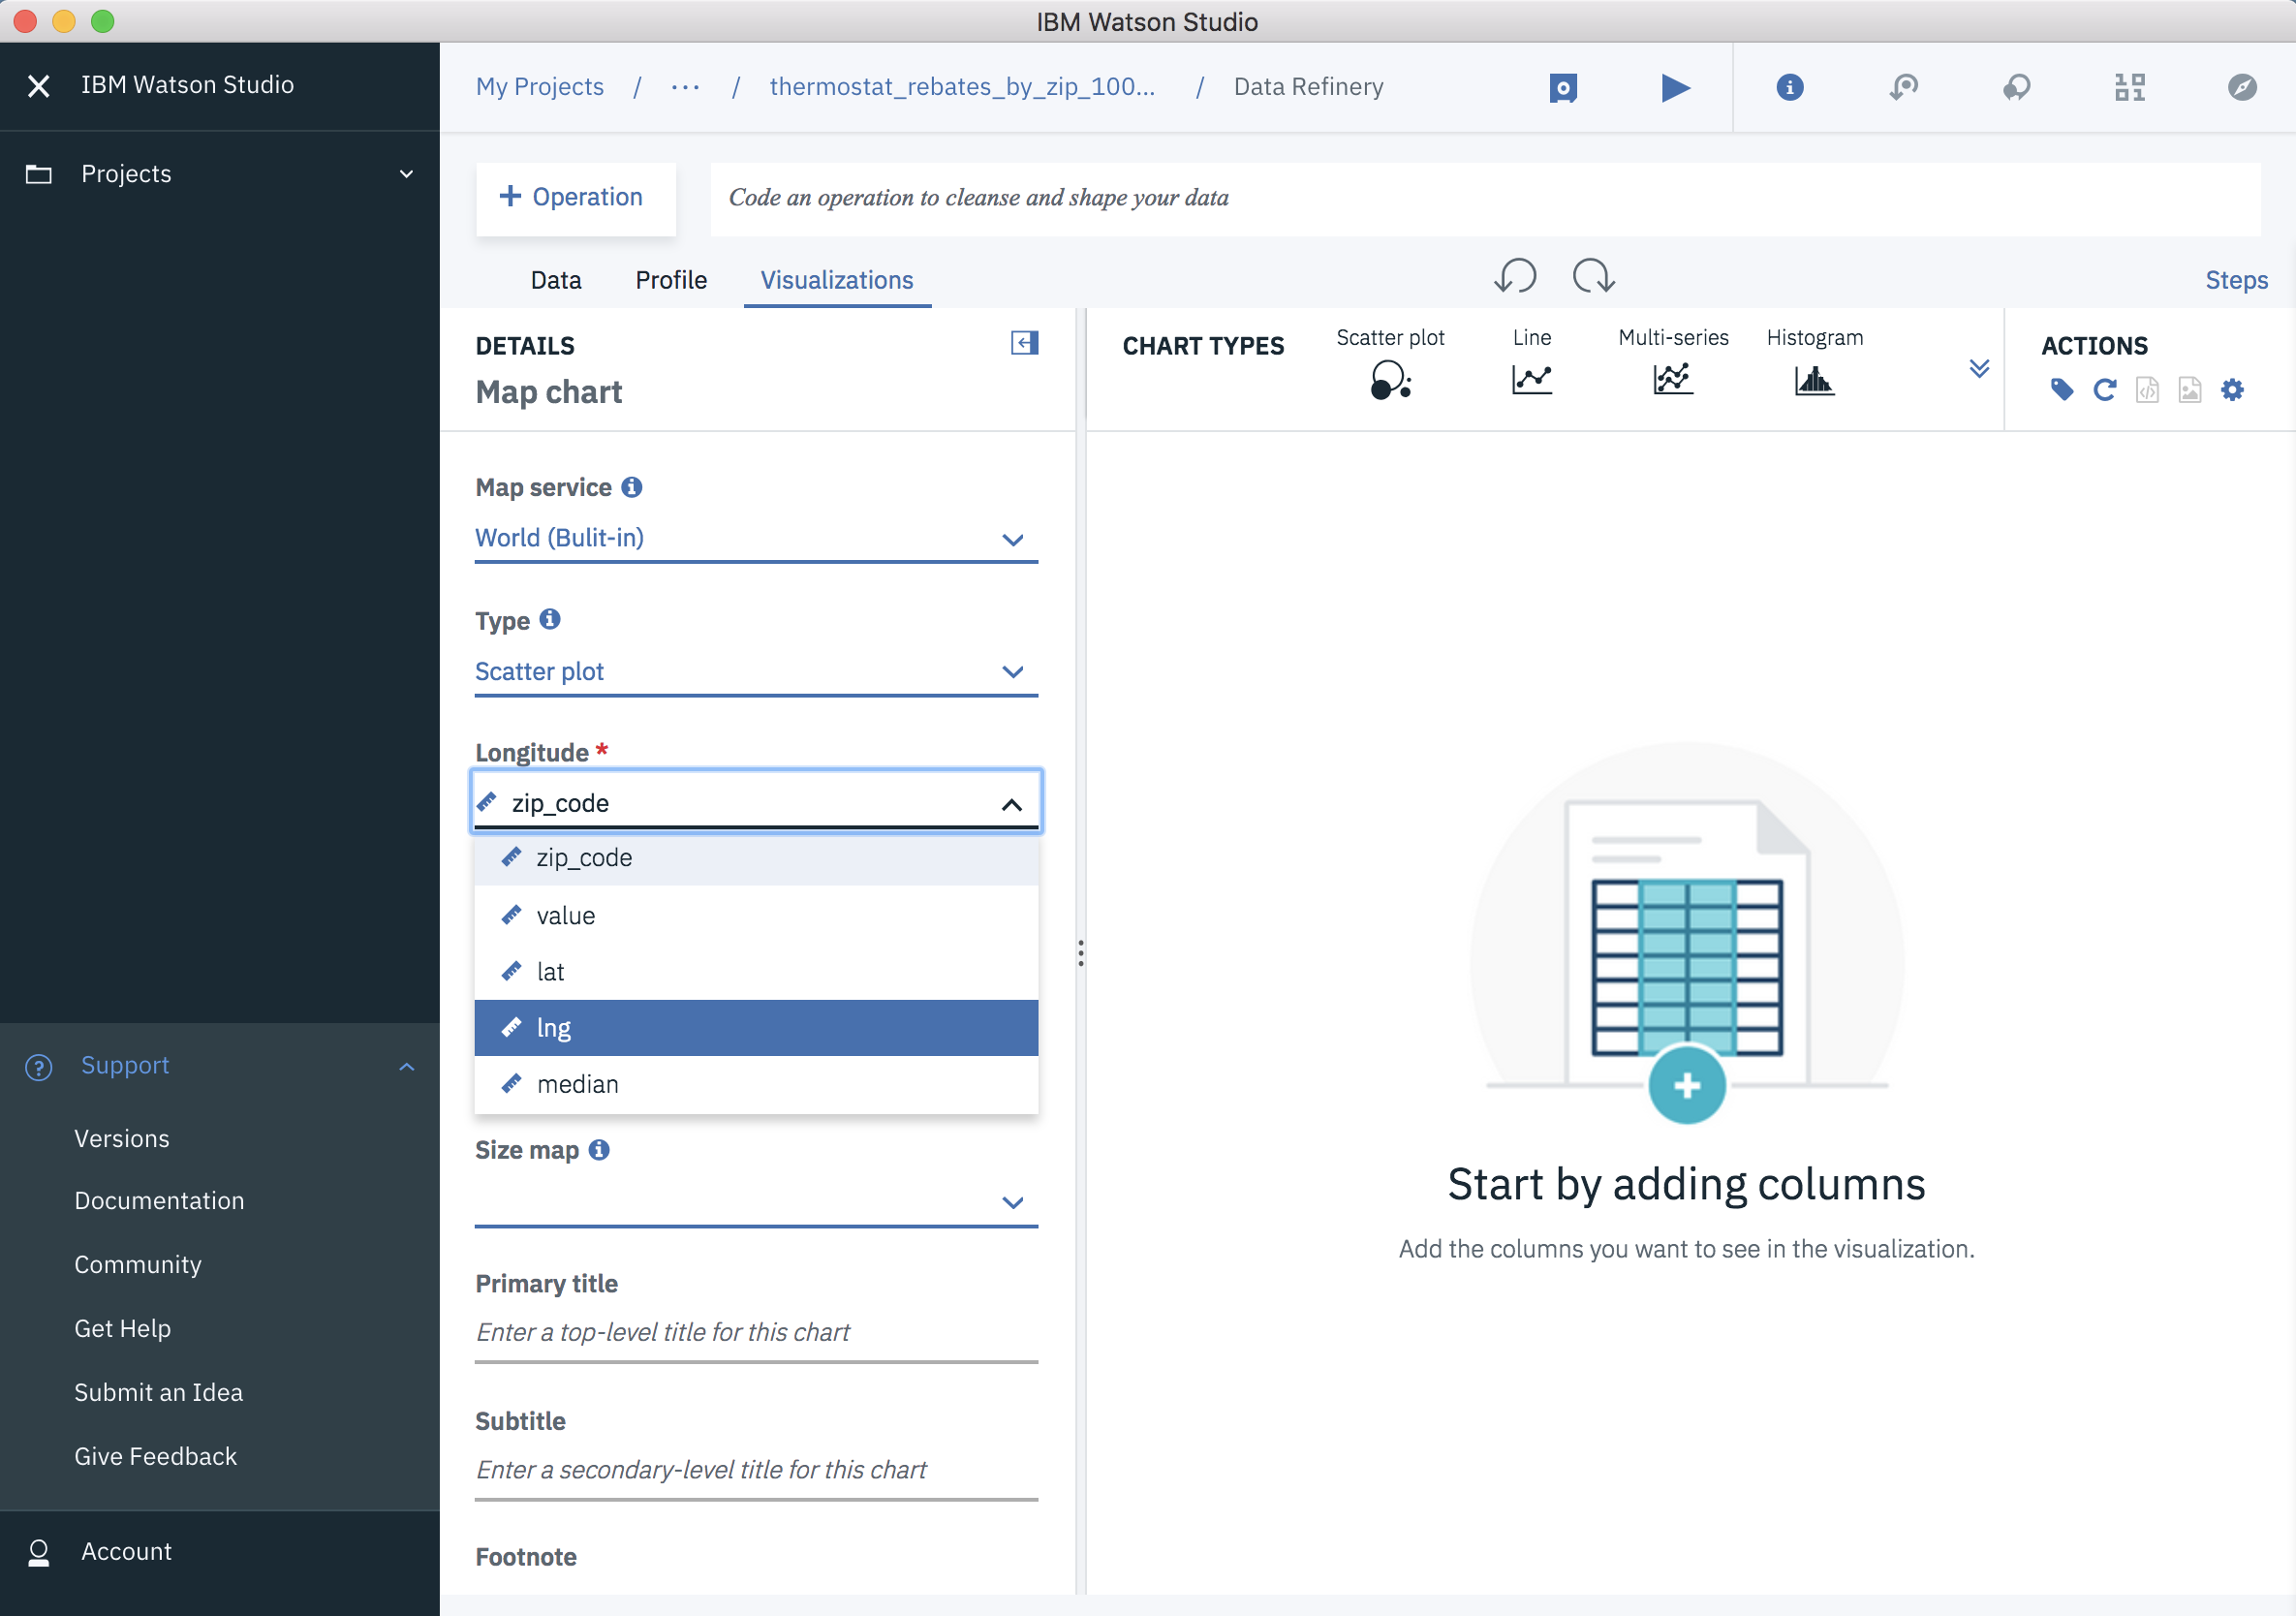 IBM Watson Studio
IBM Watson Studio
Projects
Support
Versions
Documentation
Community
Get Help
Submit an Idea
Give Feedback
Account
My Projects / ... / thermostat_rebates_by_zip_100... / Data Refinery
+ Operation
Code an operation to cleanse and shape your data
Data Profile Visualizations
Steps
DETAILS
Map chart
Map service
World (Bulit-in)
Type
Scatter plot
Longitude *
zip_code
zip_code
value
lat
lng
median
Size map
Primary title
Enter a top-level title for this chart
Subtitle
Enter a secondary-level title for this chart
Footnote
CHART TYPES
Scatter plot Line Multi-series Histogram
ACTIONS
Start by adding columns
Add the columns you want to see in the visualization.